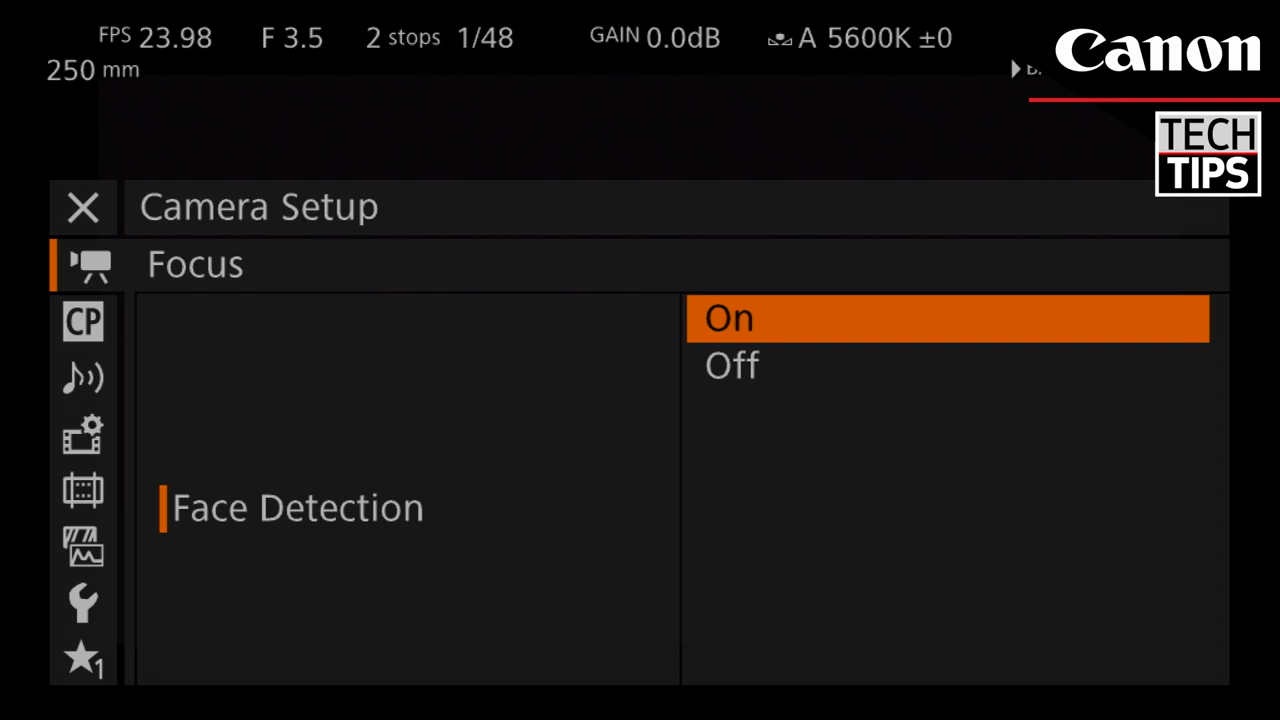 FPS 23.98 F 3.5 2 stops 1/48 GAIN 0.0dB A 5600K ±0
250 mm
Canon
TECH
TIPS
Camera Setup
Focus
CP
On
Off
Face Detection
1